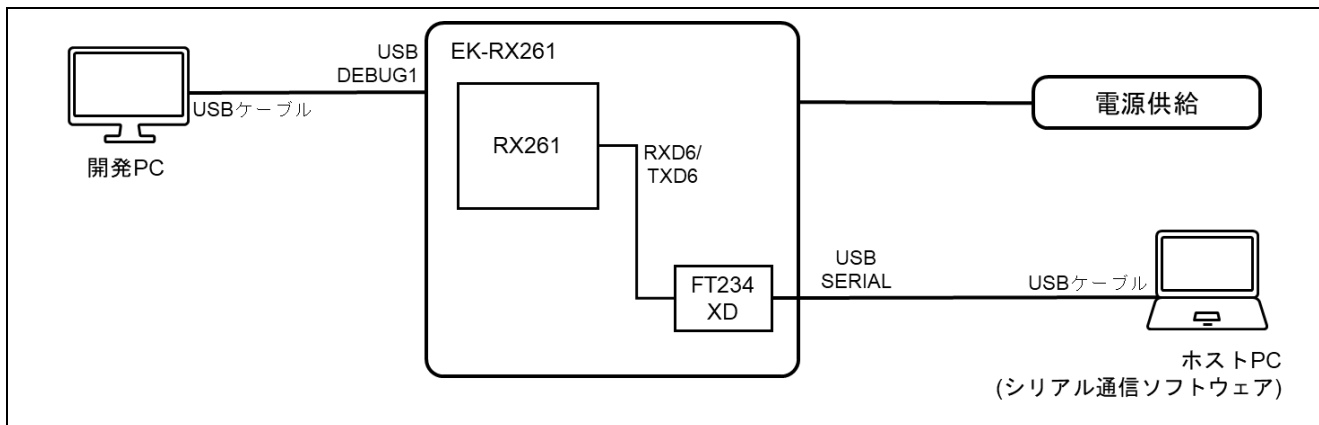 USB
DEBUG1
USBケーブル
開発PC
EK-RX261
RX261
RXD6/
TXD6
FT234
XD
電源供給
USB
SERIAL
USBケーブル
ホストPC
(シリアル通信ソフトウェア)